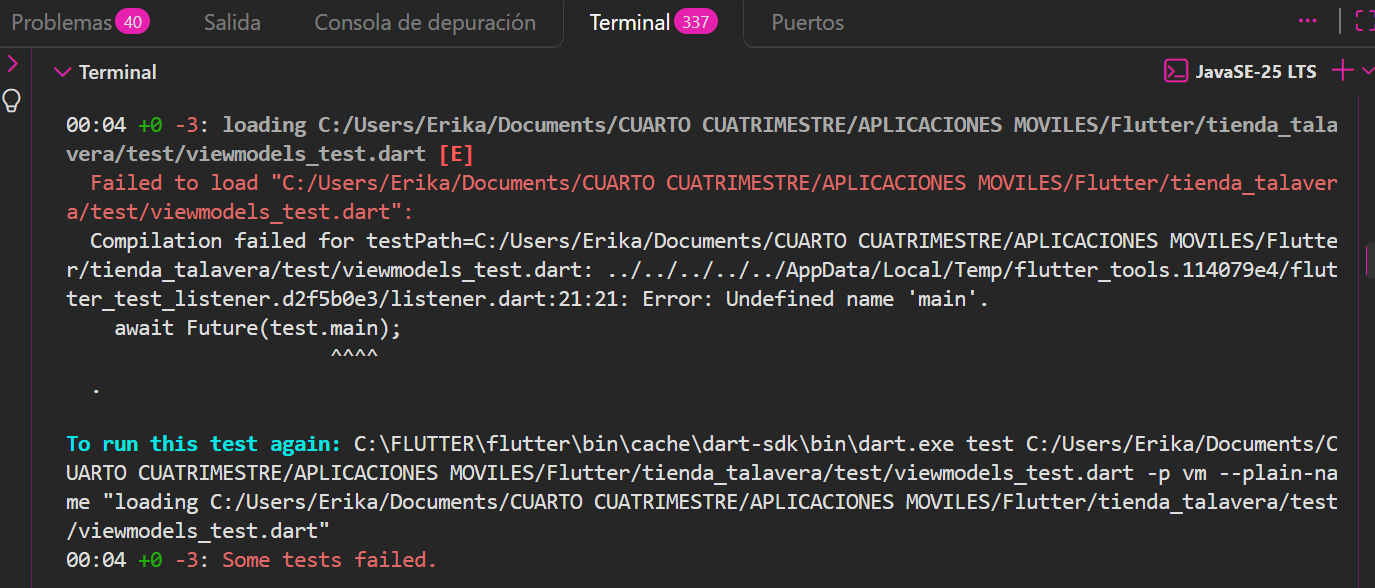 Problemas 40 Salida Consola de depuración Terminal 337 Puertos
Terminal JavaSE-25 LTS
00:04 +0 -3: loading C:/Users/Erika/Documents/CUARTO CUATRIMESTRE/APLICACIONES MOVILES/Flutter/tienda_tala
vera/test/viewmodels_test.dart [E]
Failed to load "C:/Users/Erika/Documents/CUARTO CUATRIMESTRE/APLICACIONES MOVILES/Flutter/tienda_talaver
a/test/viewmodels_test.dart":
Compilation failed for testPath=C:/Users/Erika/Documents/CUARTO CUATRIMESTRE/APLICACIONES MOVILES/Flutte
r/tienda_talavera/test/viewmodels_test.dart: ../../../../../AppData/Local/Temp/flutter_tools.114079e4/flut
ter_test_listener.d2f5b0e3/listener.dart:21:21: Error: Undefined name 'main'.
await Future(test.main);
^^^^
.
To run this test again: C:\FLUTTER\flutter\bin\cache\dart-sdk\bin\dart.exe test C:/Users/Erika/Documents/C
UARTO CUATRIMESTRE/APLICACIONES MOVILES/Flutter/tienda_talavera/test/viewmodels_test.dart -p vm --plain-na
me "loading C:/Users/Erika/Documents/CUARTO CUATRIMESTRE/APLICACIONES MOVILES/Flutter/tienda_talavera/test
/viewmodels_test.dart"
00:04 +0 -3: Some tests failed.